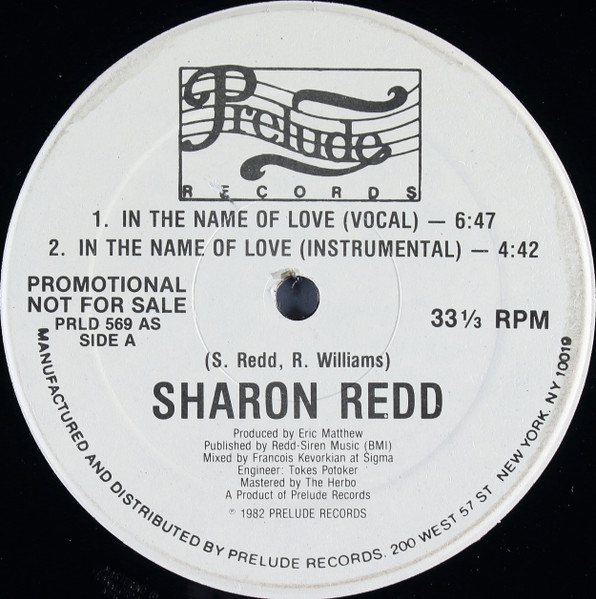 Prelude
RECORDS
1. IN THE NAME OF LOVE (VOCAL) — 6:47
2. IN THE NAME OF LOVE (INSTRUMENTAL) — 4:42
PROMOTIONAL
NOT FOR SALE
PRLD 569 AS
SIDE A
33⅓ RPM
(S. Redd, R. Williams)
SHARON REDD
Produced by Eric Matthew
Published by Redd-Siren Music (BMI)
Mixed by Francois Kevorkian at Sigma
Engineer: Tokes Potoker
Mastered by The Herbo
A Product of Prelude Records
℗ 1982 PRELUDE RECORDS
MANUFACTURED AND DISTRIBUTED BY PRELUDE RECORDS. 200 WEST 57 ST NEW YORK. NY 10019